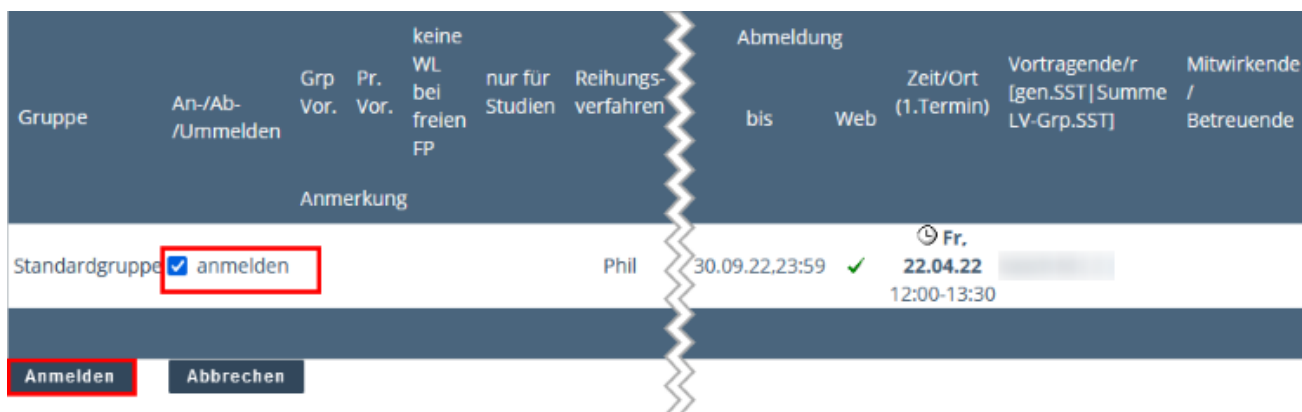 Gruppe
An-/Ab-
/Ummelden
Grp
Vor.
Pr.
Vor.
keine
WL
bei
freien
FP
nur für
Studien
Reihungs-
verfahren
Anmerkung
Abmeldung
bis
Web
Zeit/Ort
(1.Termin)
Vortragende/r
[gen.SST|Summe
LV-Grp.SST]
Mitwirkende
/
Betreuende
Standardgruppe
anmelden
Phil
30.09.22,23:59
Fr,
22.04.22
12:00-13:30
Anmelden
Abbrechen